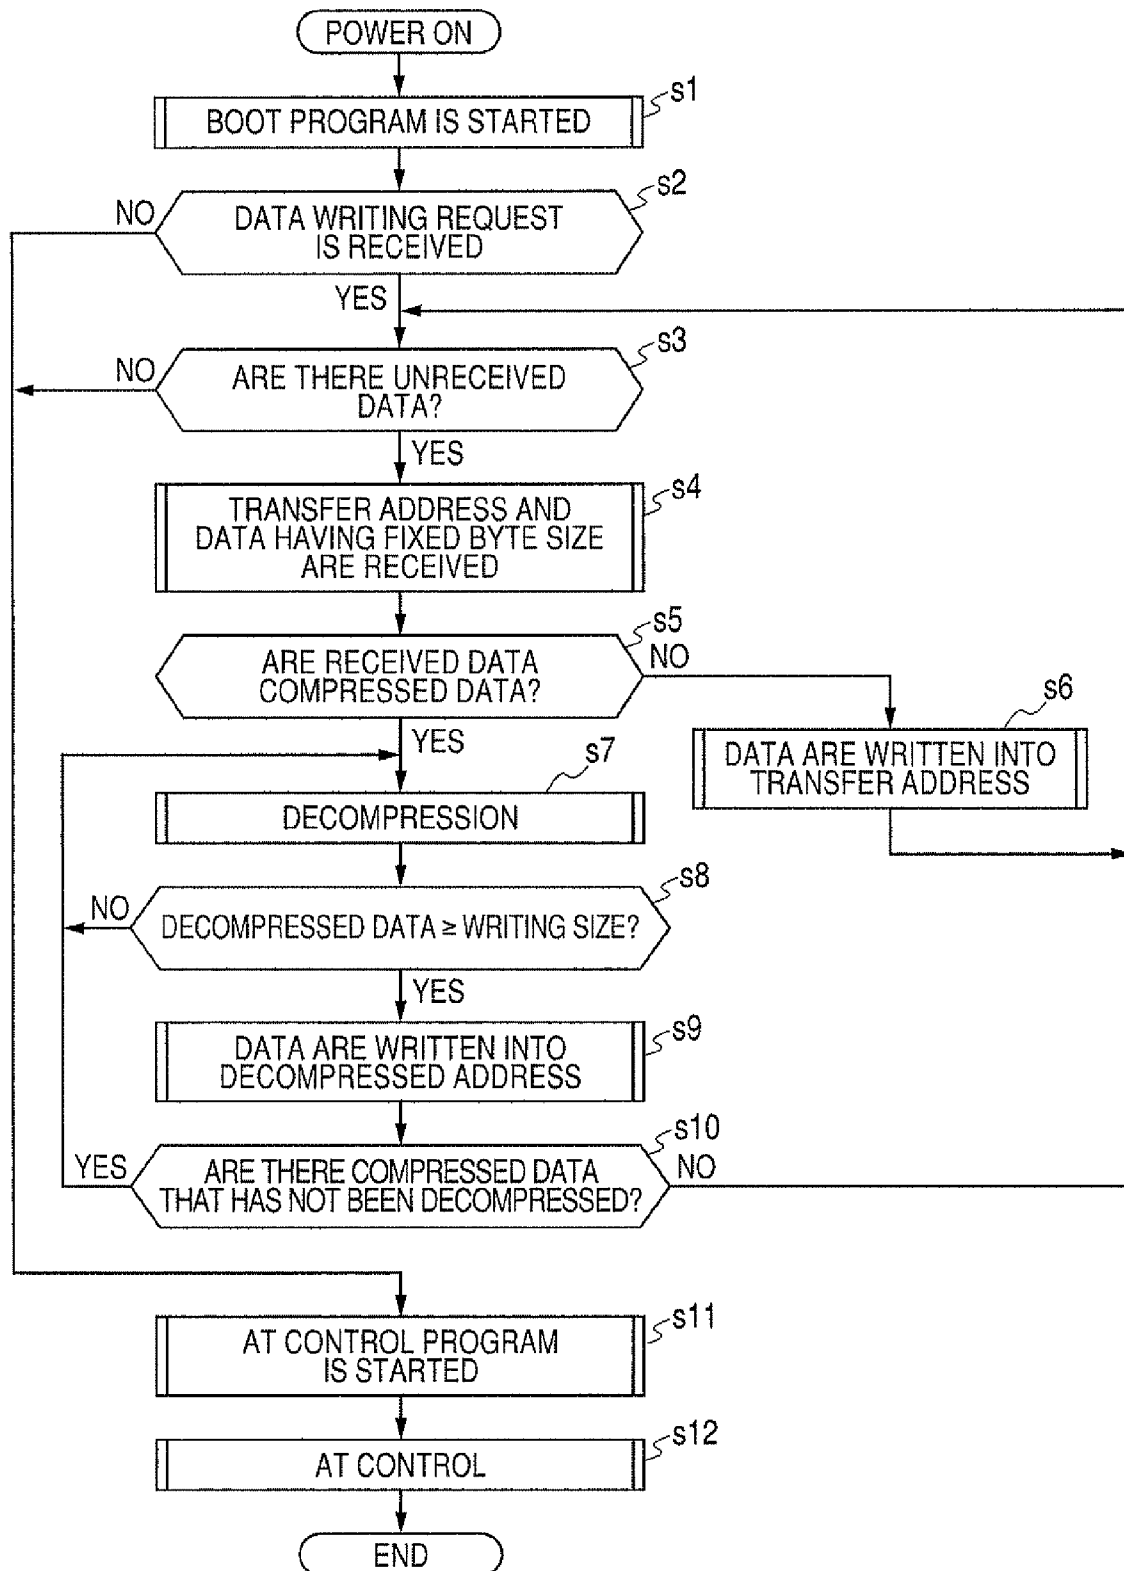 POWER ON
s1
BOOT PROGRAM IS STARTED
s2
NO
DATA WRITING REQUEST
IS RECEIVED
YES
s3
NO
ARE THERE UNRECEIVED
DATA?
YES
s4
TRANSFER ADDRESS AND
DATA HAVING FIXED BYTE SIZE
ARE RECEIVED
s5
NO
ARE RECEIVED DATA
COMPRESSED DATA?
YES
s6
DATA ARE WRITTEN INTO
TRANSFER ADDRESS
s7
DECOMPRESSION
s8
NO
DECOMPRESSED DATA ≥ WRITING SIZE?
YES
s9
DATA ARE WRITTEN INTO
DECOMPRESSED ADDRESS
s10
YES
ARE THERE COMPRESSED DATA
THAT HAS NOT BEEN DECOMPRESSED?
NO
s11
AT CONTROL PROGRAM
IS STARTED
s12
AT CONTROL
END